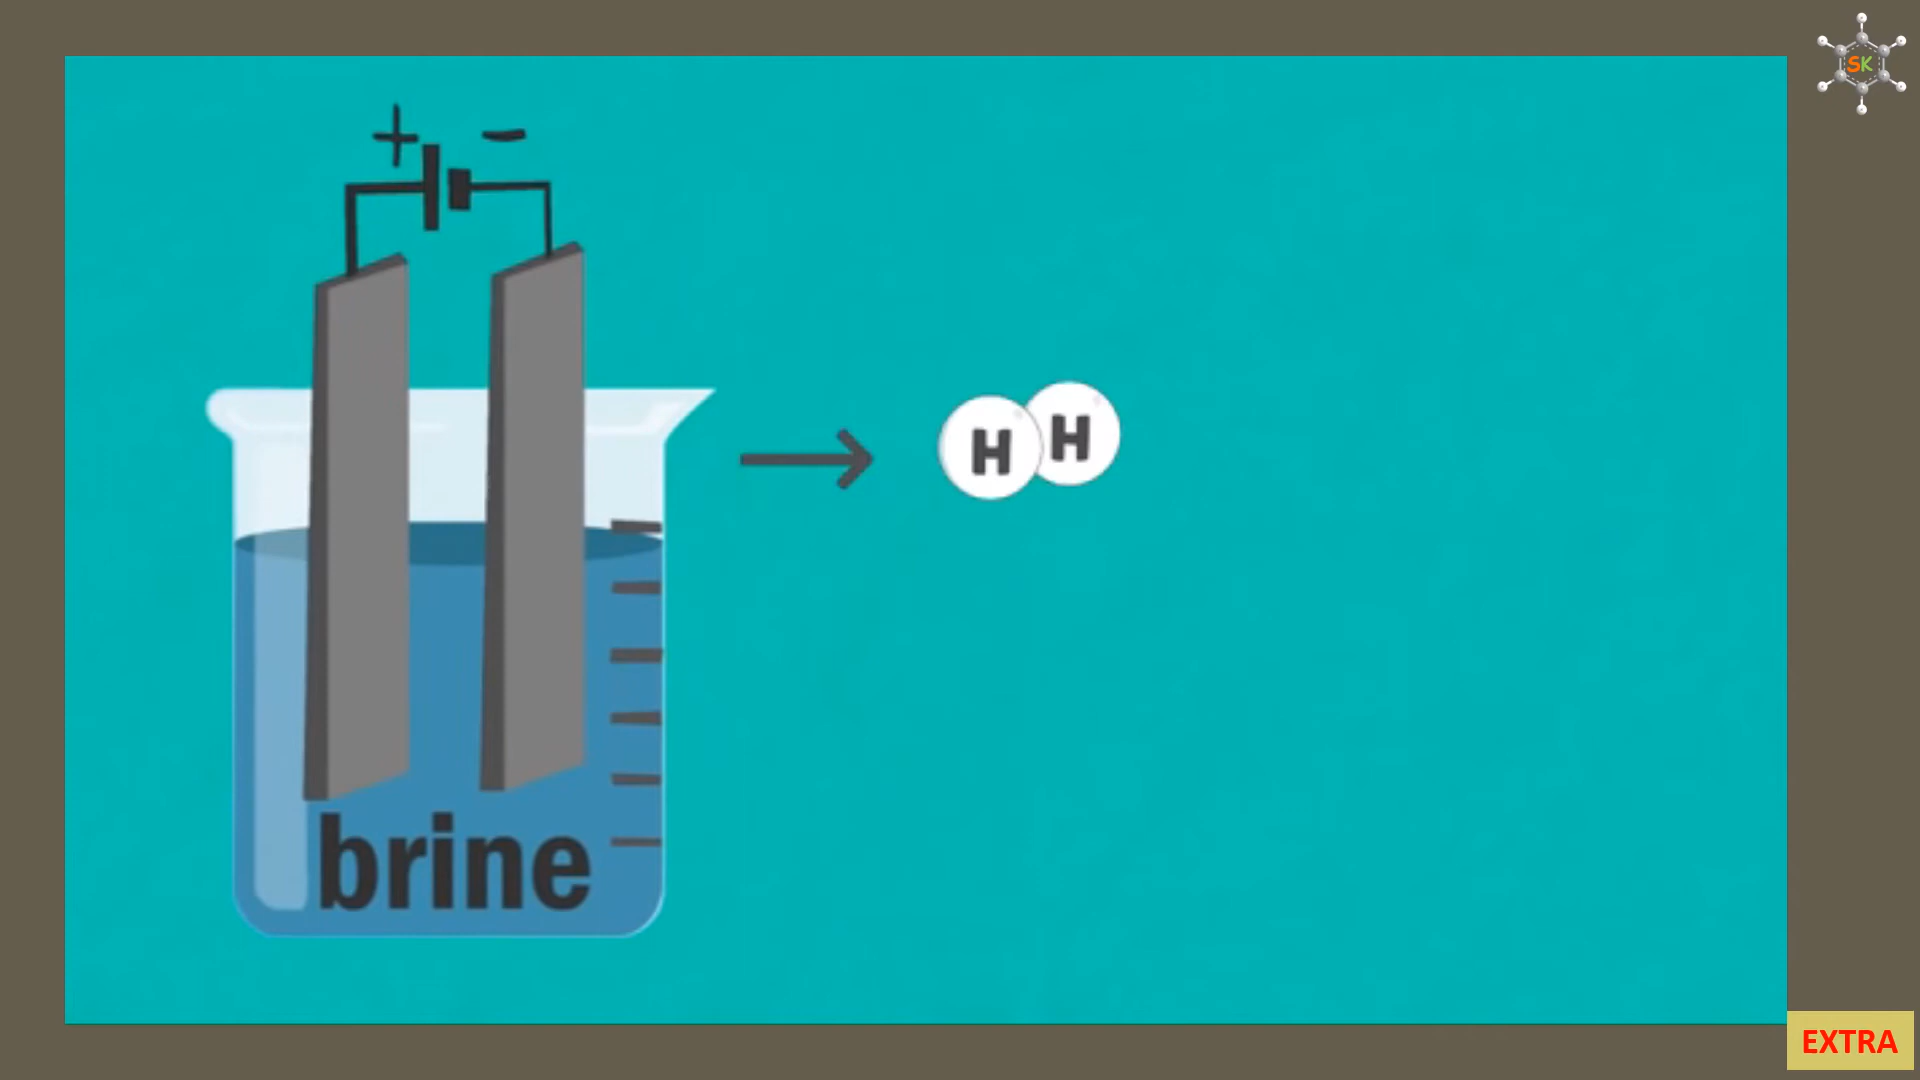 SK
+ −
H H
brine
EXTRA